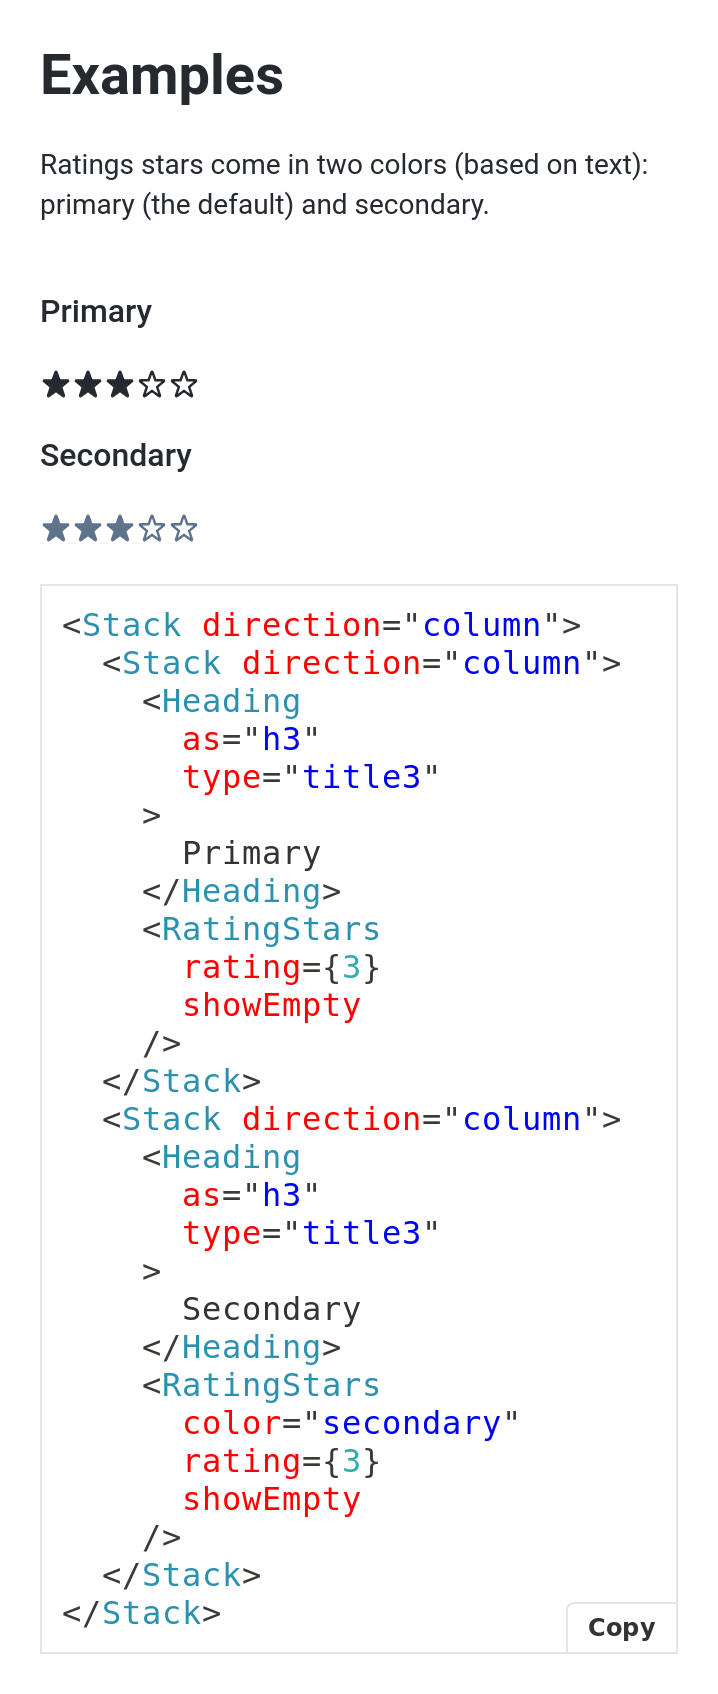 Examples
Ratings stars come in two colors (based on text):
primary (the default) and secondary.
Primary
Secondary
<Stack direction="column">
  <Stack direction="column">
    <Heading
      as="h3"
      type="title3"
    >
      Primary
    </Heading>
    <RatingStars
      rating={3}
      showEmpty
    />
  </Stack>
  <Stack direction="column">
    <Heading
      as="h3"
      type="title3"
    >
      Secondary
    </Heading>
    <RatingStars
      color="secondary"
      rating={3}
      showEmpty
    />
  </Stack>
</Stack>
Copy